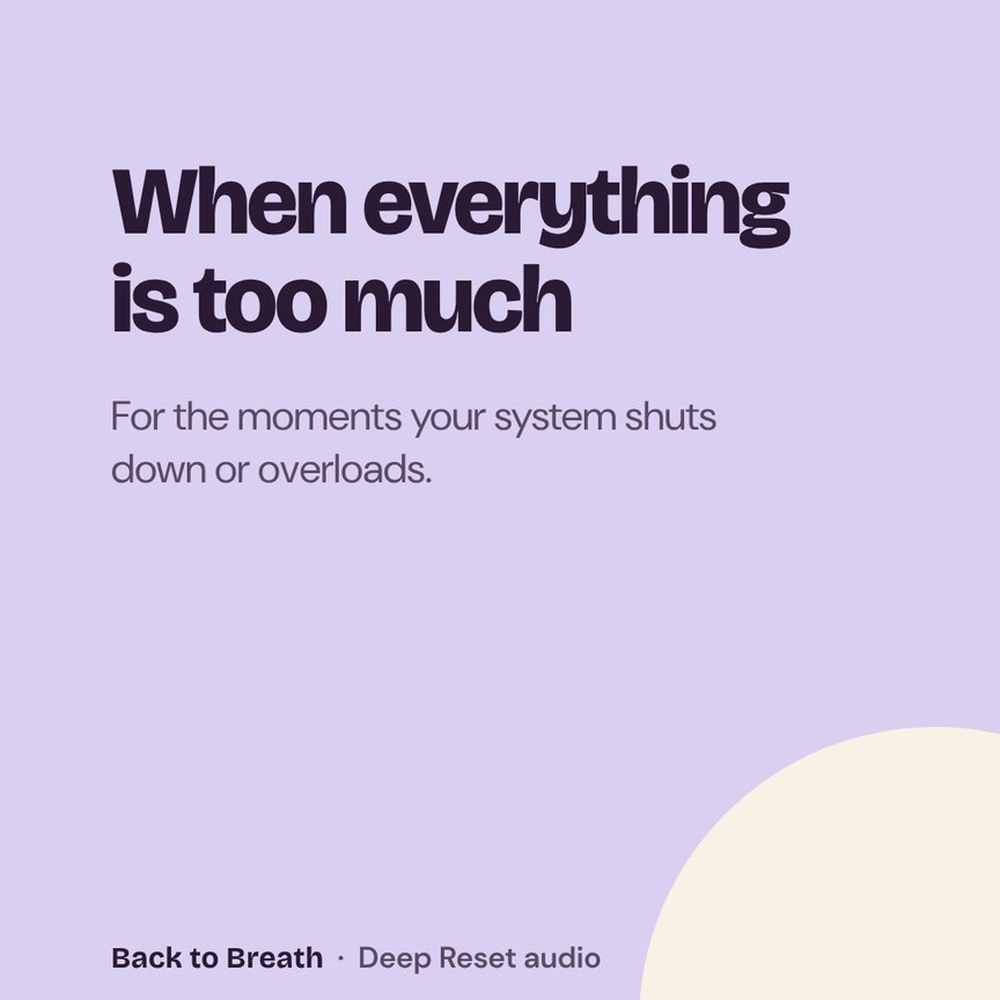 When everything
is too much
For the moments your system shuts
down or overloads.
Back to Breath · Deep Reset audio